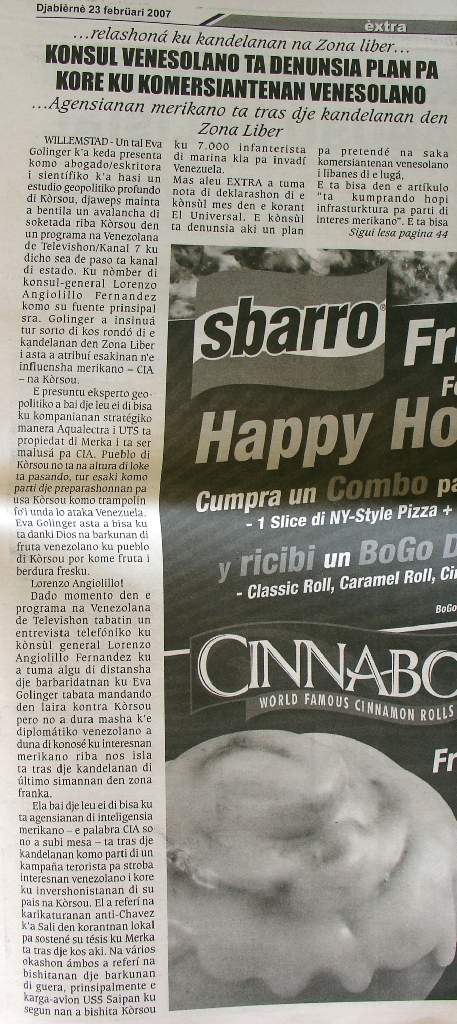 Djabièrnè 23 febrüari 2007
èxtra
...relashoná ku kandelanan na Zona liber...
KONSUL VENESOLANO TA DENUNSIA PLAN PA
KORE KU KOMERSIANTENAN VENESOLANO
...Agensianan merikano ta tras dje kandelanan den
Zona Liber
WILLEMSTAD - Un tal Eva
Golinger k'a keda presenta
komo abogado/eskritora
i sientífiko k'a hasi un
estudio geopolitiko profundo
di Kòrsou, djaweps mainta
a bentila un avalancha di
soketada riba Kòrsou den
un programa na Venezolana
de Televishon/Kanal 7 ku
dicho sea de paso ta kanal
di estado. Ku nòmber di
konsul-general Lorenzo
Angiolillo Fernandez
komo su fuente prinsipal
sra. Golinger a insinuá
tur sorto di kos rondó di e
kandelanan den Zona Liber
i asta a atribuí esakinan n'e
influensha merikano – CIA
– na Kòrsou.
E presuntu eksperto geo-
politiko a bai dje leu ei di bisa
ku kompanianan stratégiko
manera Aqualectra i UTS ta
propiedat di Merka i ta ser
malusá pa CIA. Pueblo di
Kòrsou no ta na altura di loke
ta pasando, tur esaki komo
parti dje preparashonnan pa
usa Kòrsou komo trampolin
fo'i unda lo ataka Venezuela.
Eva Golinger asta a bisa ku
ta danki Dios na barkunan di
fruta venezolano ku pueblo
di Kòrsou por kome fruta i
berdura fresku.
Lorenzo Angiolillo!
Dado momento den e
programa na Venezolana
de Televishon tabatin un
entrevista telefóniko ku
kònsùl general Lorenzo
Angiolillo Fernandez ku
a tuma algu di distansha
dje barbaridatnan ku Eva
Golinger tabata mandando
den laira kontra Kòrsou
pero no a dura masha k'e
diplomátiko venezolano a
duna di konosé ku interesnan
merikano riba nos isla
ta tras dje kandelanan di
último simannan den zona
franka.
Ela bai dje leu ei di bisa ku
ta agensianan di inteligensia
merikano – e palabra CIA so
no a subi mesa – ta tras dje
kandelanan komo parti di un
kampaña terorista pa stroba
interesnan venezolano i kore
ku invershonistanan di su
pais na Kòrsou. El a referí na
karikaturanan anti-Chavez
k'a Sali den korantnan lokal
pa sostené su tésis ku Merka
ta tras dje kos aki. Na vários
okashon ámbos a referí na
bishitanan dje barkunan
di guera, prinsipalmente e
karga-avion USS Saipan ku
segun nan a bishita Kòrsou
ku 7.000 infanterista
di marina kla pa invadí
Venezuela.
Mas aleu EXTRA a tuma
nota di deklarashon di e
kònsùl mes den e korant
El Universal. E kònsùl
ta denunsia aki un plan
pa pretendé na saka
komersiantenan venesolano
i libanes di e lugá,
E ta bisa den e artíkulo
"ta kumprando hopi
infrasturktura pa parti di
interes merikano". E ta bisa
Sigui lesa pagina 44
sbarro®
Happy
Cumpra un Combo pa
- 1 Slice di NY-Style Pizza +
y ricibi un BoGo
- Classic Roll, Caramel Roll,
WORLD FAMOUS CINNAMON ROLLS